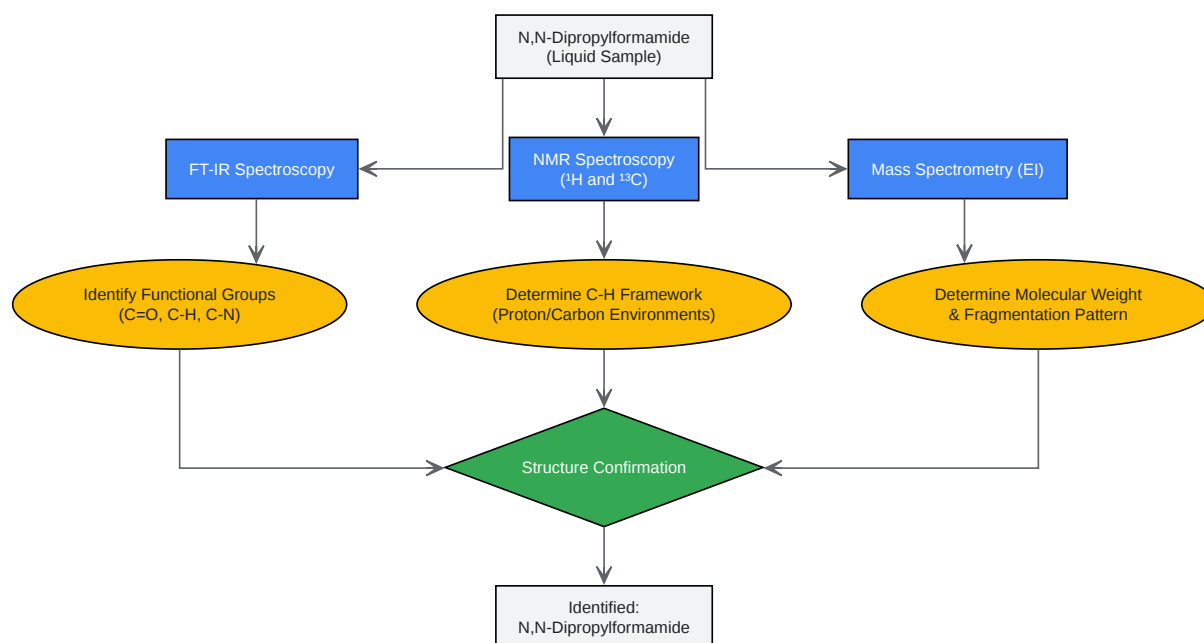 N,N-Dipropylformamide
(Liquid Sample)
FT-IR Spectroscopy
NMR Spectroscopy
(¹H and ¹³C)
Mass Spectrometry (EI)
Identify Functional Groups
(C=O, C-H, C-N)
Determine C-H Framework
(Proton/Carbon Environments)
Determine Molecular Weight
& Fragmentation Pattern
Structure Confirmation
Identified:
N,N-Dipropylformamide